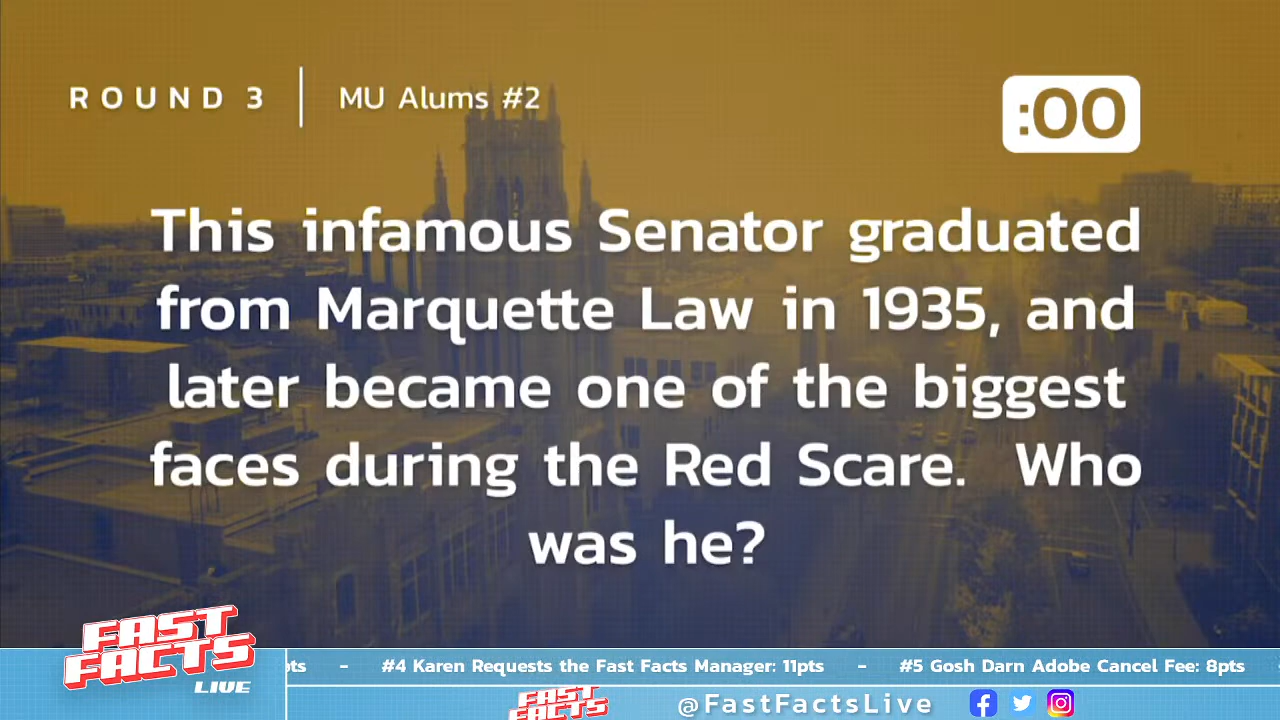 ROUND 3
MU Alums #2
:00
This infamous Senator graduated
from Marquette Law in 1935, and
later became one of the biggest
faces during the Red Scare.  Who
was he?
FAST
FACTS
LIVE
pts - #4 Karen Requests the Fast Facts Manager: 11pts - #5 Gosh Darn Adobe Cancel Fee: 8pts
FAST
FACTS
@FastFactsLive